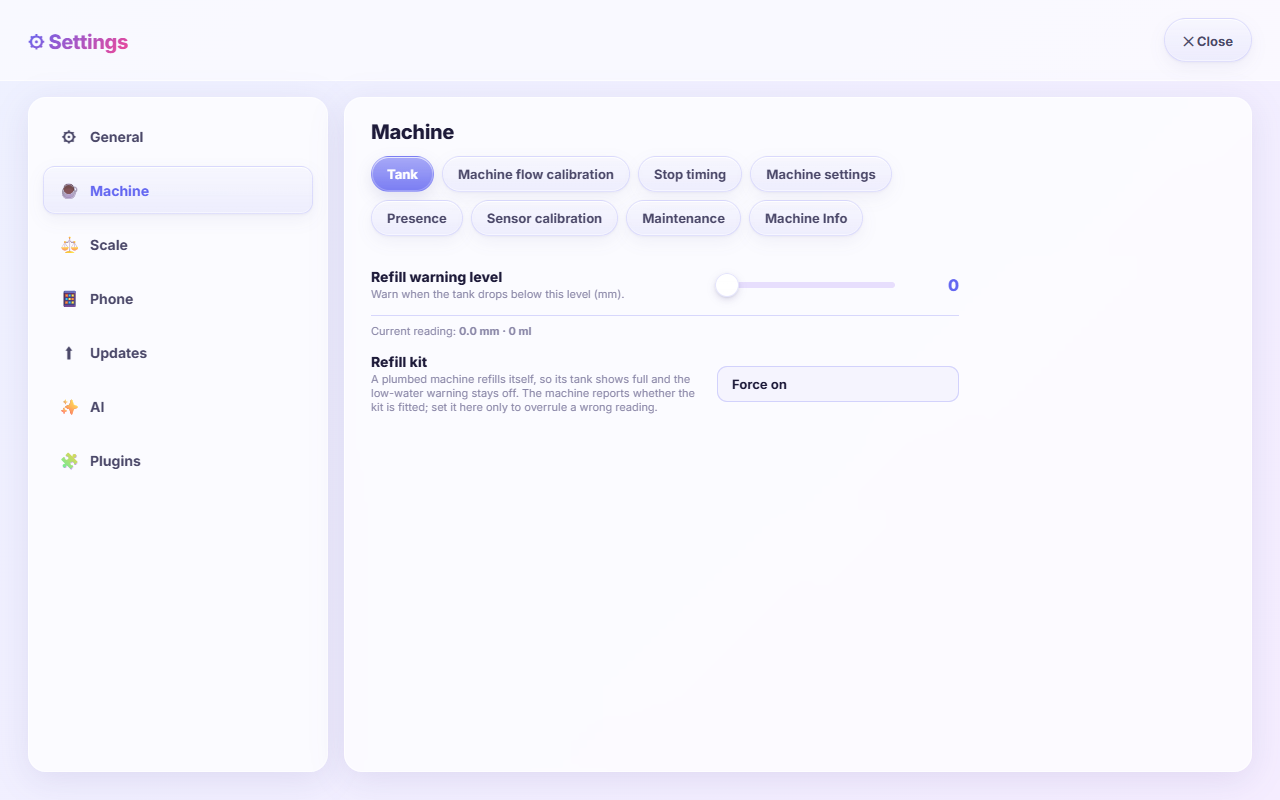 Settings
Close
General
Machine
Scale
Phone
Updates
AI
Plugins
Machine
Tank
Machine flow calibration
Stop timing
Machine settings
Presence
Sensor calibration
Maintenance
Machine Info
Refill warning level
Warn when the tank drops below this level (mm).
0
Current reading: 0.0 mm · 0 ml
Refill kit
A plumbed machine refills itself, so its tank shows full and the
low-water warning stays off. The machine reports whether the
kit is fitted; set it here only to overrule a wrong reading.
Force on